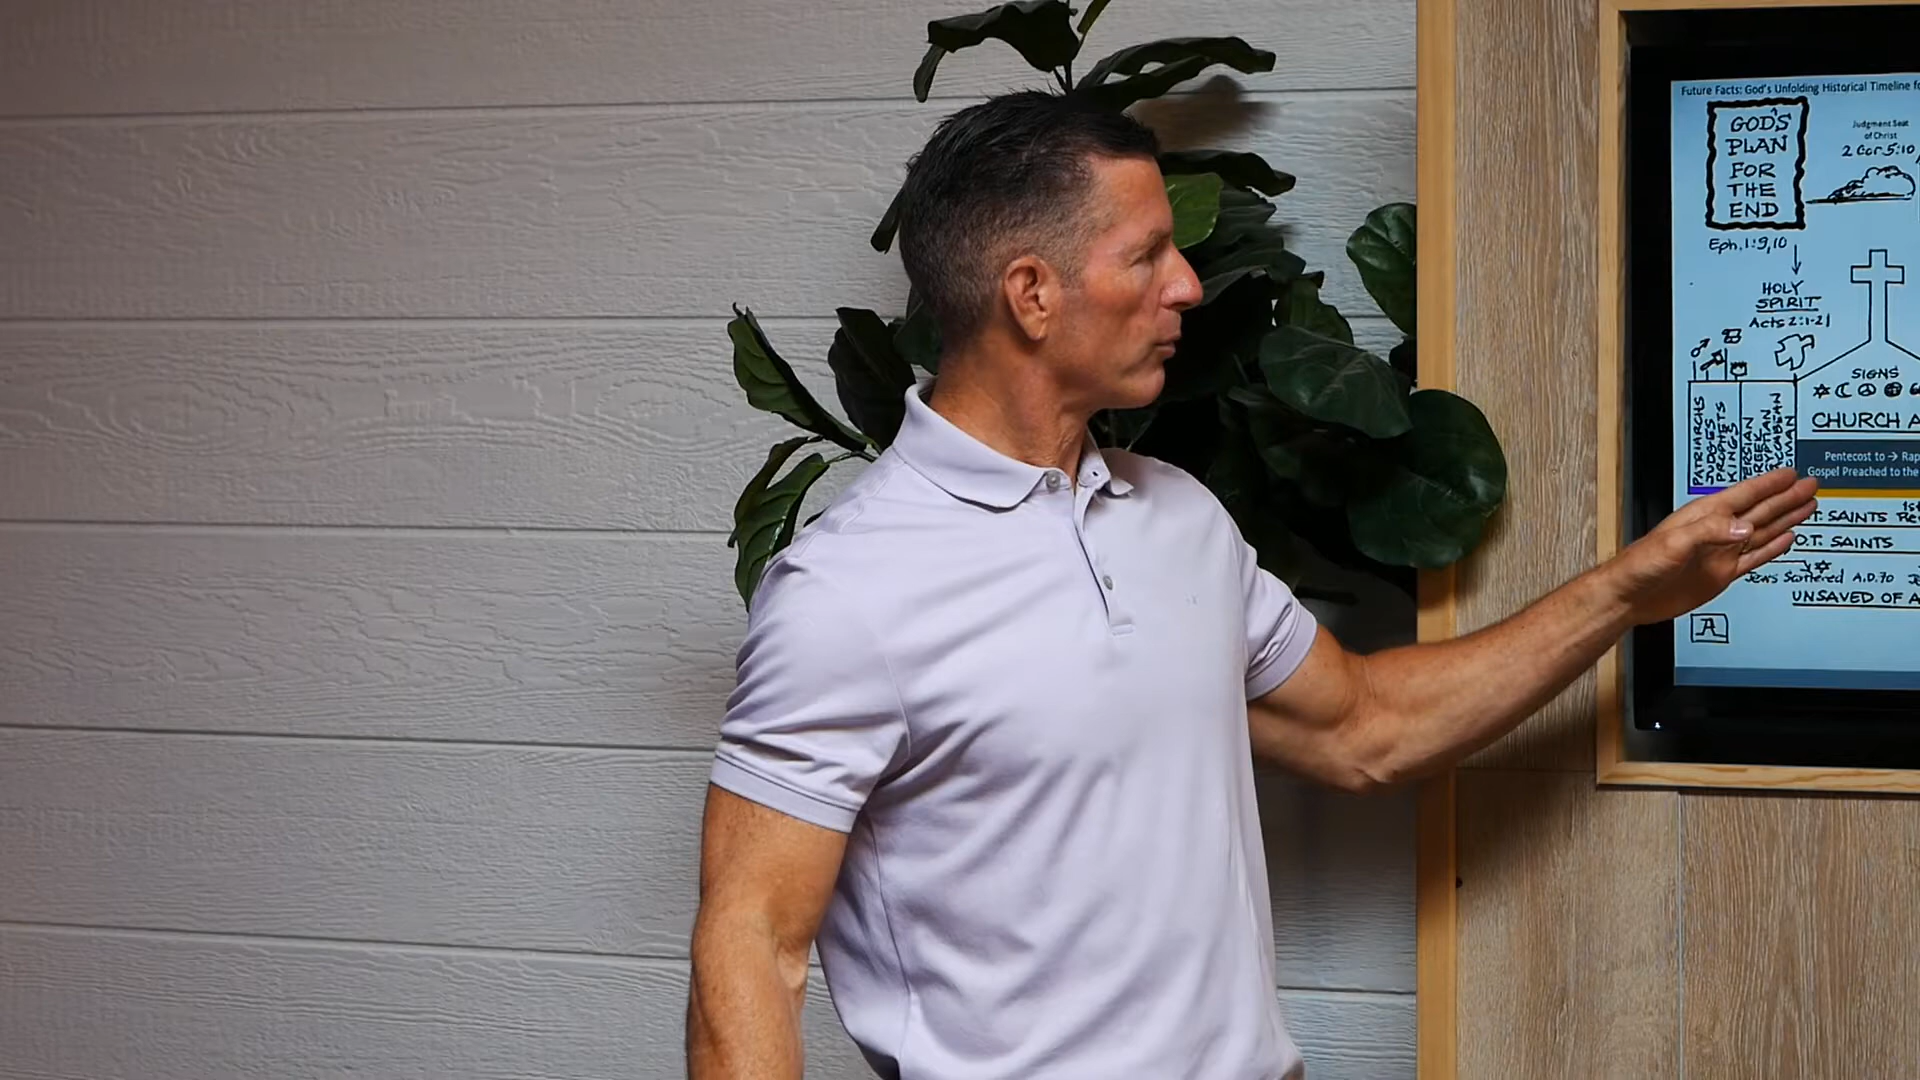 Future Facts: God's Unfolding Historical Timeline
GOD'S
PLAN
FOR
THE
END
Judgment Seat
of Christ
2 Cor 5:10
Eph. 1:9,10
HOLY
SPIRIT
Acts 2:1-21
SIGNS
CHURCH A
PATRIARCHS
JUDGES
PROPHETS
KINGS
Pentecost to → Rap
Gospel Preached to the
.T. SAINTS
1st
O.T. SAINTS
Jews Scattered A.D.70
UNSAVED OF A
A